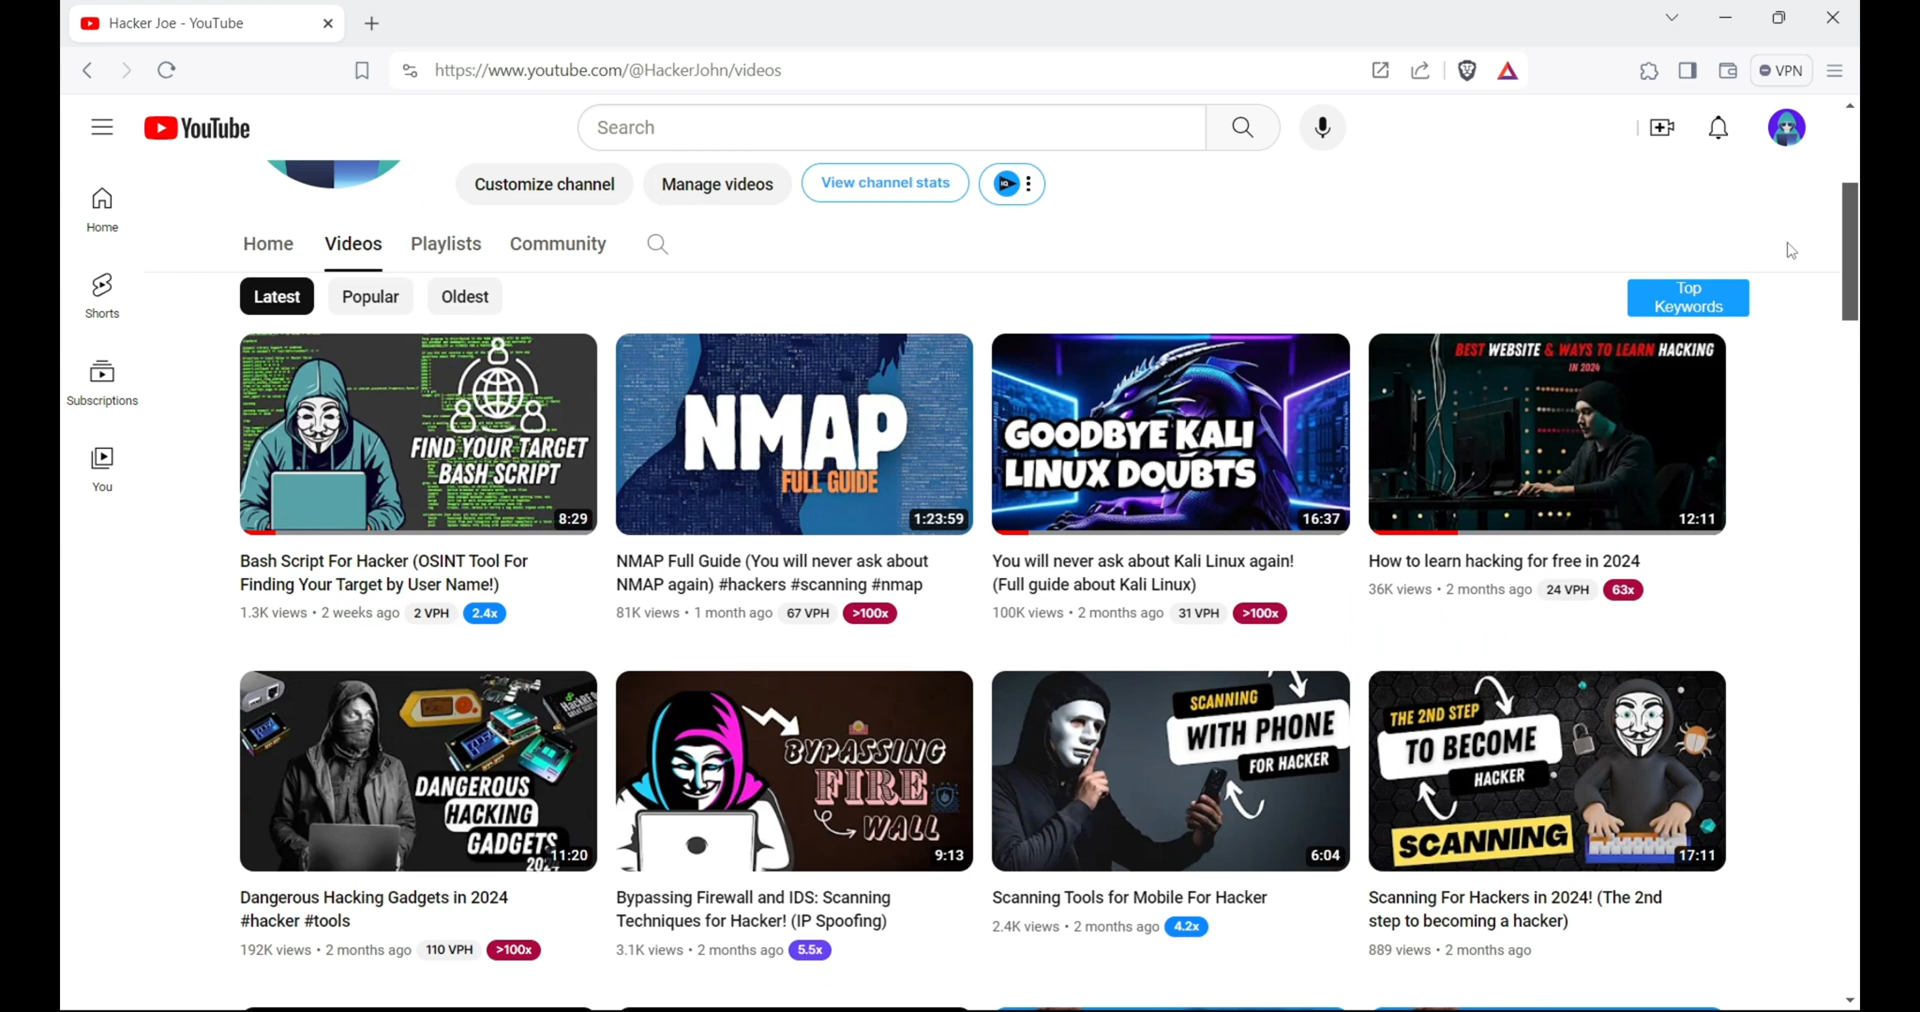 Hacker Joe - YouTube
https://www.youtube.com/@HackerJohn/videos
VPN
YouTube
Search
Customize channel
Manage videos
View channel stats
IQ
Home
Shorts
Subscriptions
You
Home
Videos
Playlists
Community
Latest
Popular
Oldest
Top
Keywords
FIND YOUR TARGET
BASH SCRIPT
8:29
NMAP
FULL GUIDE
1:23:59
GOODBYE KALI
LINUX DOUBTS
16:37
BEST WEBSITE & WAYS TO LEARN HACKING
IN 2024
12:11
Bash Script For Hacker (OSINT Tool For
Finding Your Target by User Name!)
1.3K views • 2 weeks ago 2 VPH 2.4x
NMAP Full Guide (You will never ask about
NMAP again) #hackers #scanning #nmap
81K views • 1 month ago 67 VPH >100x
You will never ask about Kali Linux again!
(Full guide about Kali Linux)
100K views • 2 months ago 31 VPH >100x
How to learn hacking for free in 2024
36K views • 2 months ago 24 VPH 63x
DANGEROUS
HACKING
GADGETS
2024
11:20
BYPASSING
FIRE
WALL
9:13
SCANNING
WITH PHONE
FOR HACKER
6:04
THE 2ND STEP
TO BECOME
HACKER
SCANNING
17:11
Dangerous Hacking Gadgets in 2024
#hacker #tools
192K views • 2 months ago 110 VPH >100x
Bypassing Firewall and IDS: Scanning
Techniques for Hacker! (IP Spoofing)
3.1K views • 2 months ago 5.5x
Scanning Tools for Mobile For Hacker
2.4K views • 2 months ago 4.2x
Scanning For Hackers in 2024! (The 2nd
step to becoming a hacker)
889 views • 2 months ago